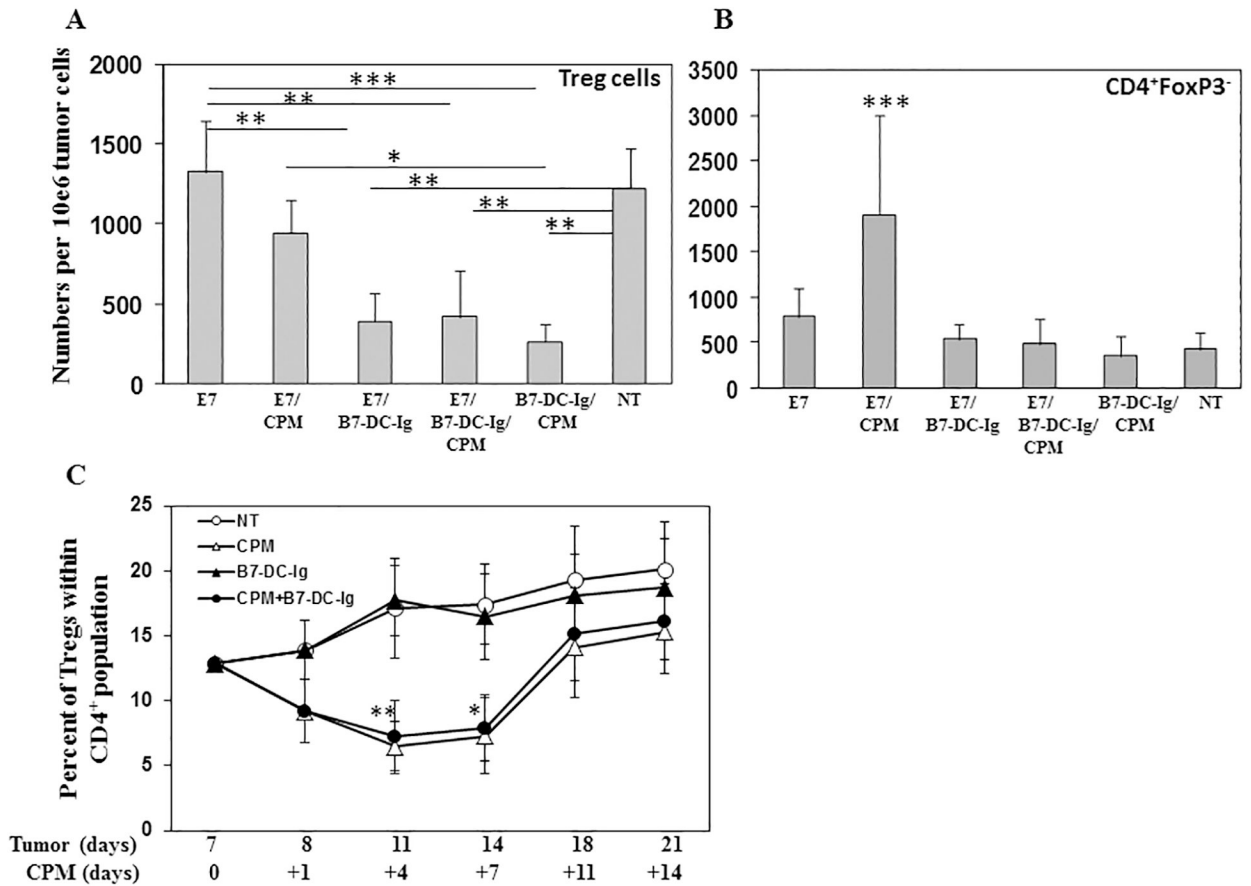 A
B
2000
1500
1000
500
0
Numbers per 10e6 tumor cells
Treg cells
***
**
**
*
**
**
**
E7
E7/
CPM
E7/
B7-DC-Ig
E7/
B7-DC-Ig/
CPM
B7-DC-Ig/
CPM
NT
3500
3000
2500
2000
1500
1000
500
0
CD4+FoxP3-
***
E7
E7/
CPM
E7/
B7-DC-Ig
E7/
B7-DC-Ig/
CPM
B7-DC-Ig/
CPM
NT
C
25
20
15
10
5
0
Percent of Tregs within
CD4+ population
NT
CPM
B7-DC-Ig
CPM+B7-DC-Ig
**
*
Tumor (days) 7 8 11 14 18 21
CPM (days) 0 +1 +4 +7 +11 +14